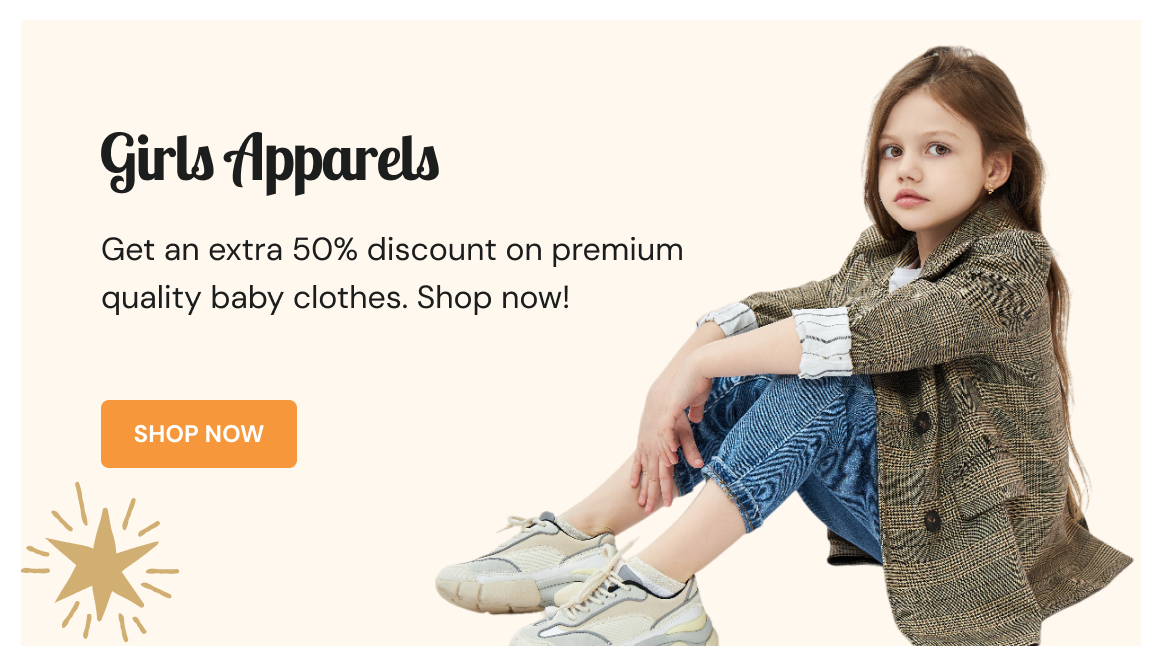 Girls Apparels
Get an extra 50% discount on premium
quality baby clothes. Shop now!
SHOP NOW